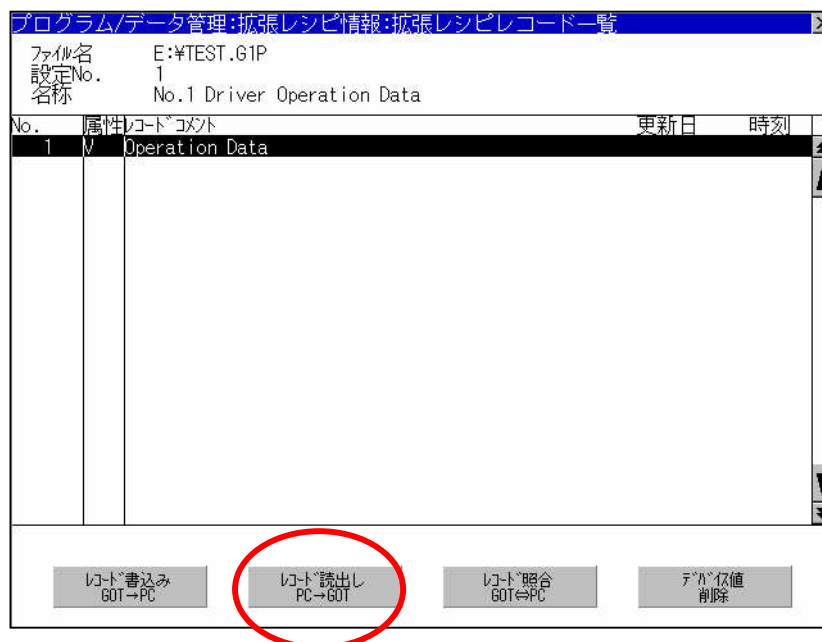 プログラム/データ管理:拡張レシピ情報:拡張レシピレコード一覧
ﾌｧｲﾙ名 E:¥TEST.G1P
設定No. 1
名称 No.1 Driver Operation Data
No. 属性 ﾚｺｰﾄﾞｺﾒﾝﾄ 更新日 時刻
1 V Operation Data
ﾚｺｰﾄﾞ書込み ﾚｺｰﾄﾞ読出し ﾚｺｰﾄﾞ照合 ﾃﾞﾊﾞｲｽ値
GOT→PC PC→GOT GOT⇔PC 削除